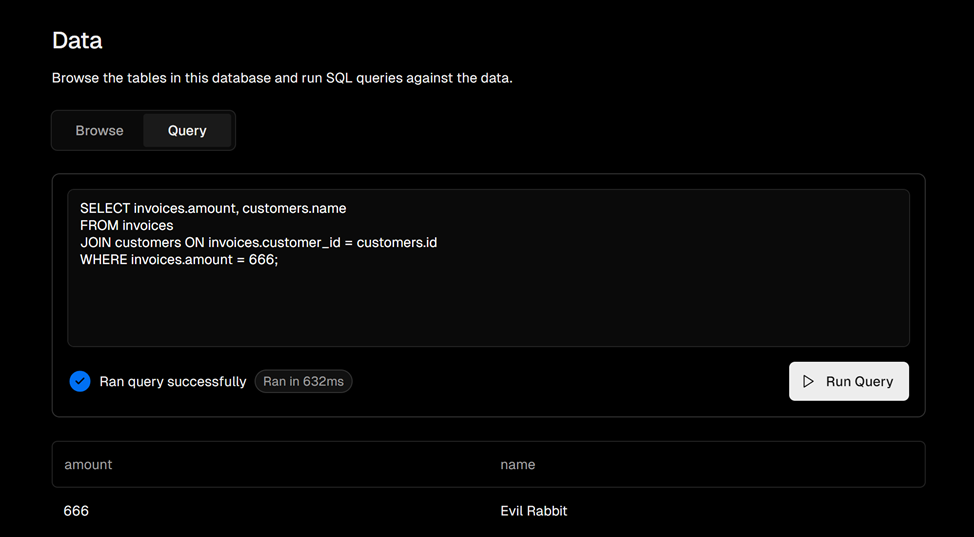 Data
Browse the tables in this database and run SQL queries against the data.
Browse Query
SELECT invoices.amount, customers.name
FROM invoices
JOIN customers ON invoices.customer_id = customers.id
WHERE invoices.amount = 666;
Ran query successfully Ran in 632ms Run Query
amount name
666 Evil Rabbit